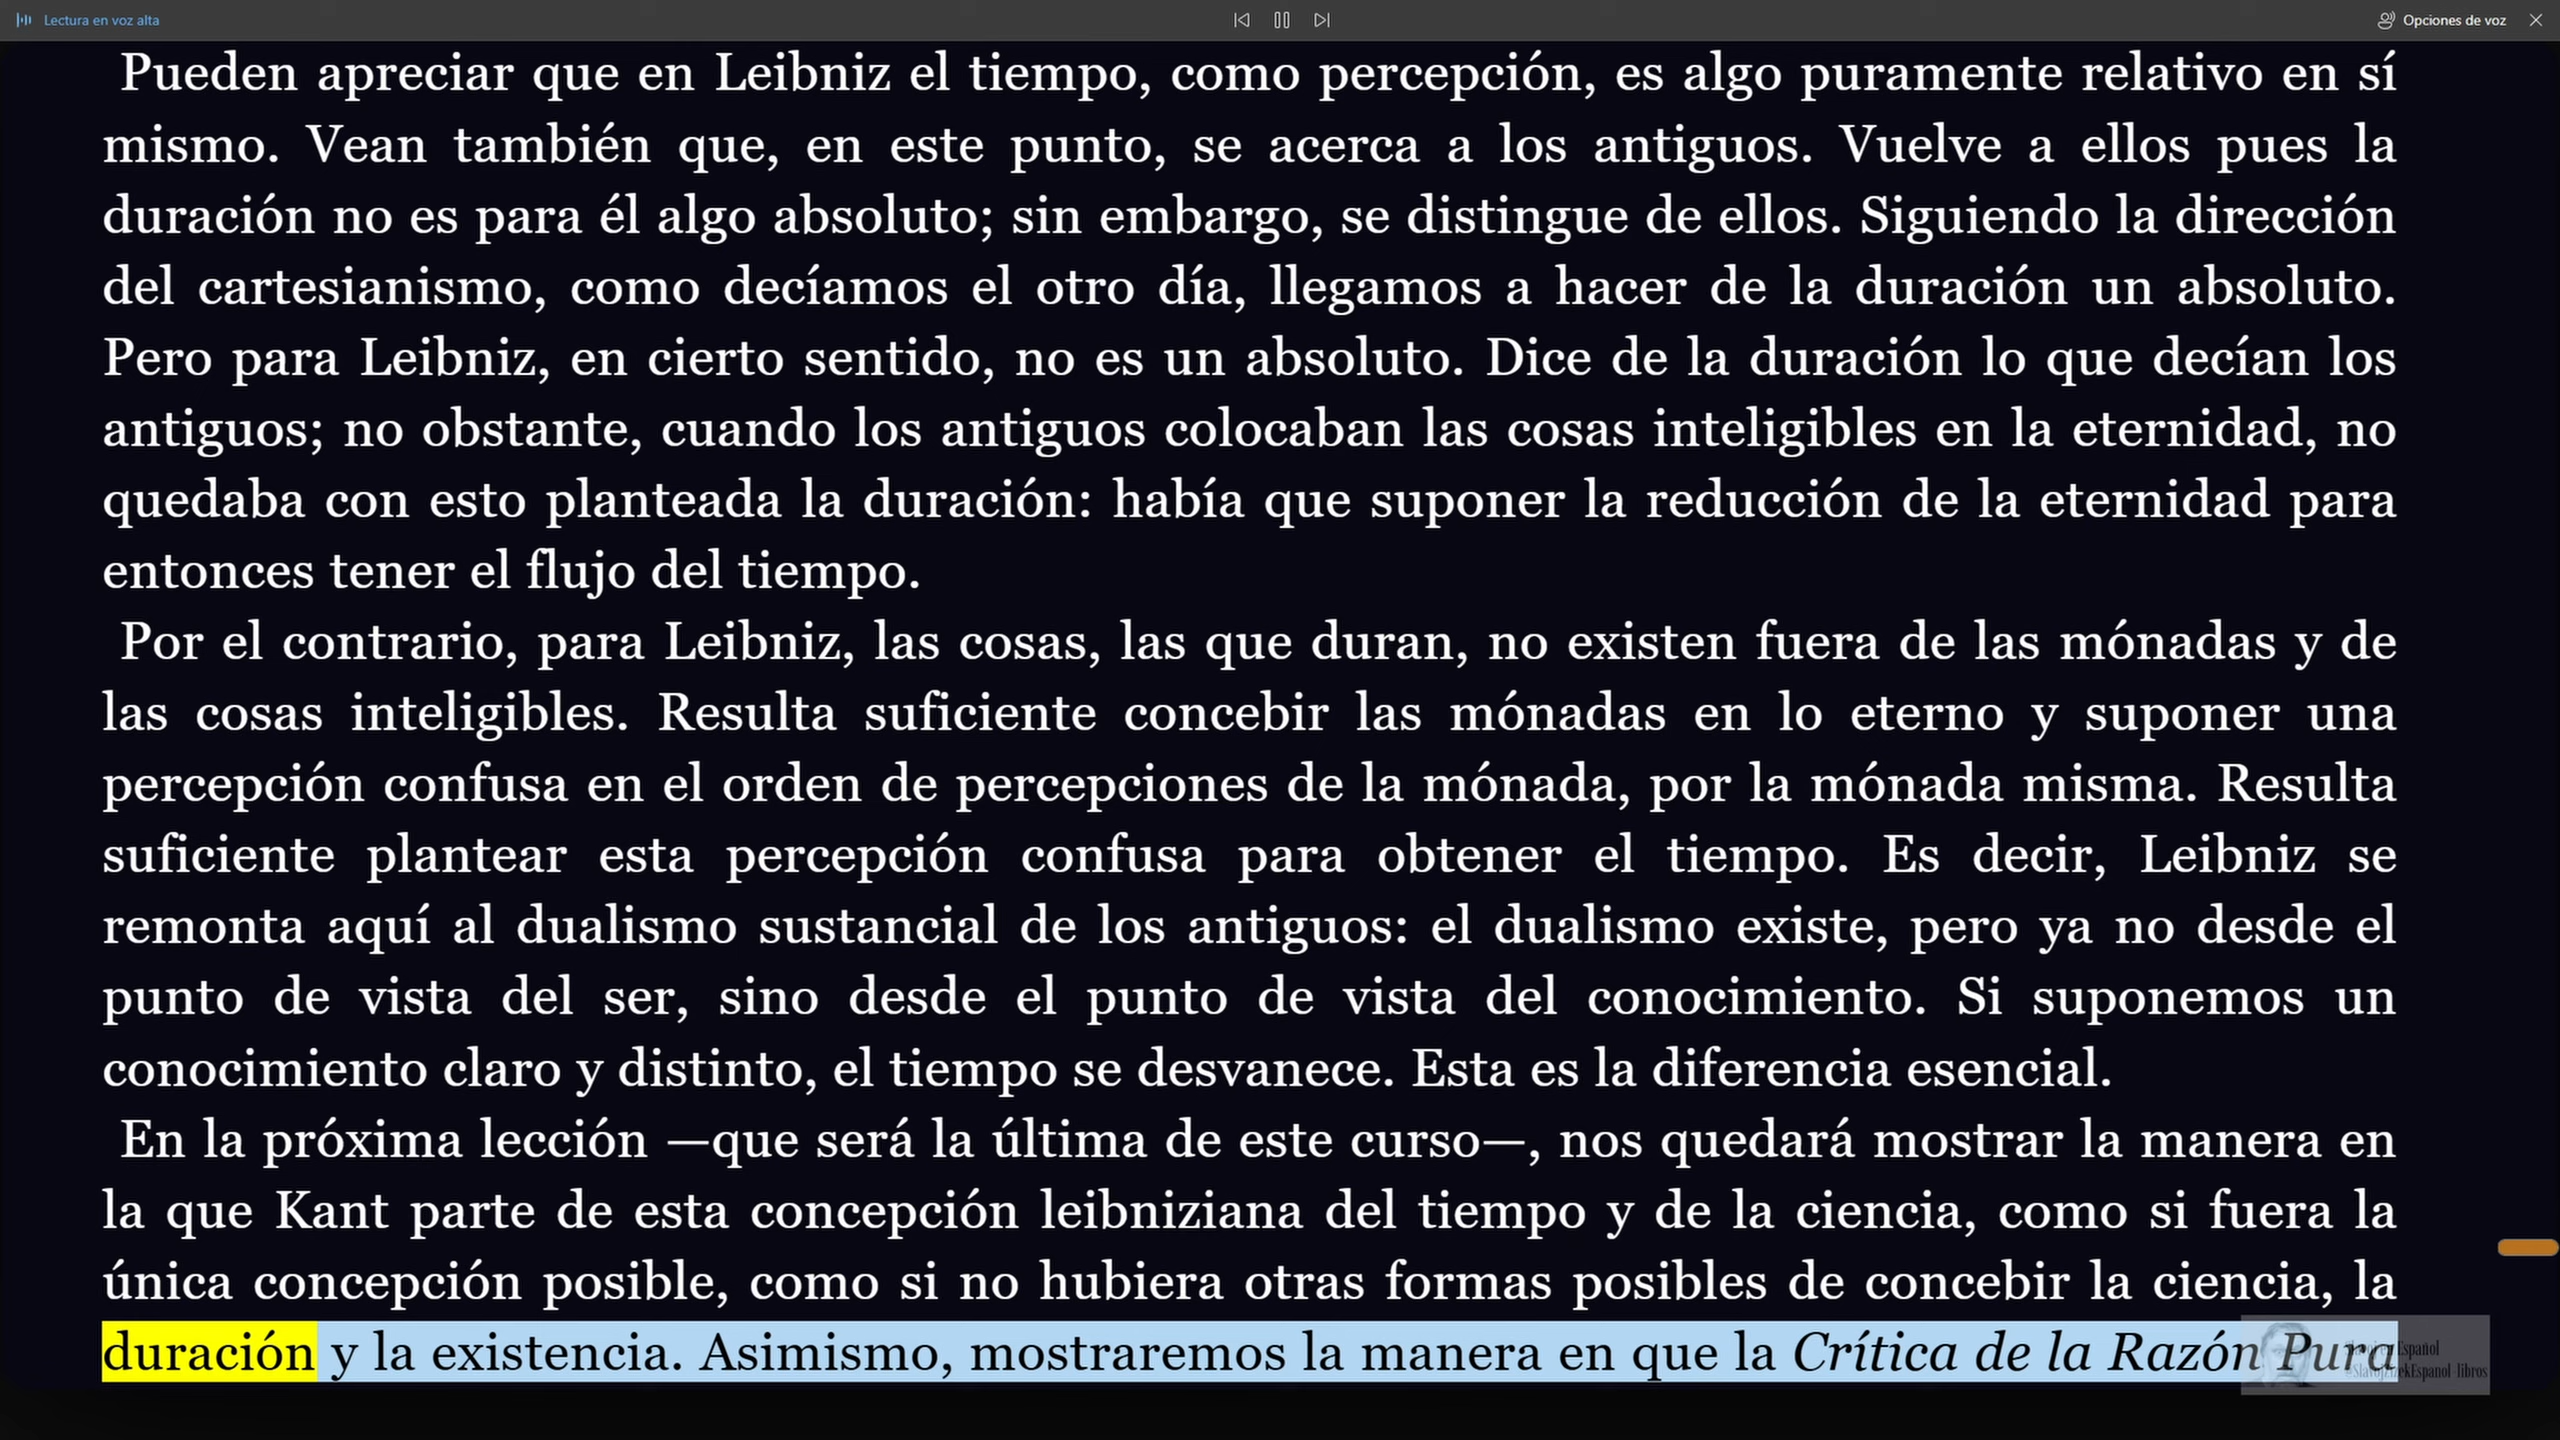 Lectura en voz alta
Opciones de voz
Pueden apreciar que en Leibniz el tiempo, como percepción, es algo puramente relativo en sí
mismo. Vean también que, en este punto, se acerca a los antiguos. Vuelve a ellos pues la
duración no es para él algo absoluto; sin embargo, se distingue de ellos. Siguiendo la dirección
del cartesianismo, como decíamos el otro día, llegamos a hacer de la duración un absoluto.
Pero para Leibniz, en cierto sentido, no es un absoluto. Dice de la duración lo que decían los
antiguos; no obstante, cuando los antiguos colocaban las cosas inteligibles en la eternidad, no
quedaba con esto planteada la duración: había que suponer la reducción de la eternidad para
entonces tener el flujo del tiempo.
Por el contrario, para Leibniz, las cosas, las que duran, no existen fuera de las mónadas y de
las cosas inteligibles. Resulta suficiente concebir las mónadas en lo eterno y suponer una
percepción confusa en el orden de percepciones de la mónada, por la mónada misma. Resulta
suficiente plantear esta percepción confusa para obtener el tiempo. Es decir, Leibniz se
remonta aquí al dualismo sustancial de los antiguos: el dualismo existe, pero ya no desde el
punto de vista del ser, sino desde el punto de vista del conocimiento. Si suponemos un
conocimiento claro y distinto, el tiempo se desvanece. Esta es la diferencia esencial.
En la próxima lección —que será la última de este curso—, nos quedará mostrar la manera en
la que Kant parte de esta concepción leibniziana del tiempo y de la ciencia, como si fuera la
única concepción posible, como si no hubiera otras formas posibles de concebir la ciencia, la
duración y la existencia. Asimismo, mostraremos la manera en que la Crítica de la Razón Pura
Español